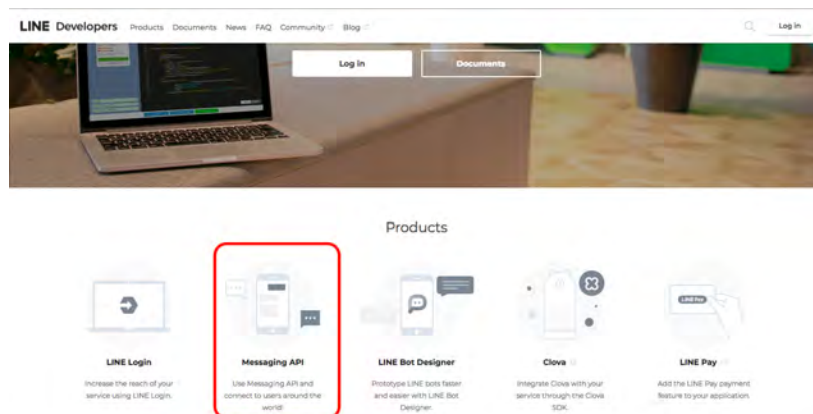 LINE Developers Products Documents News FAQ Community Blog Log in
Log in Documents
Products
LINE Login Messaging API LINE Bot Designer Clova LINE Pay
LINE Pay
Increase the reach of your Use Messaging API and Prototype LINE bots faster Integrate Clova with your Add the LINE Pay payment
service using LINE Login. connect to users around the and easier with LINE Bot service through the Clova feature to your application.
world! Designer. SDK.